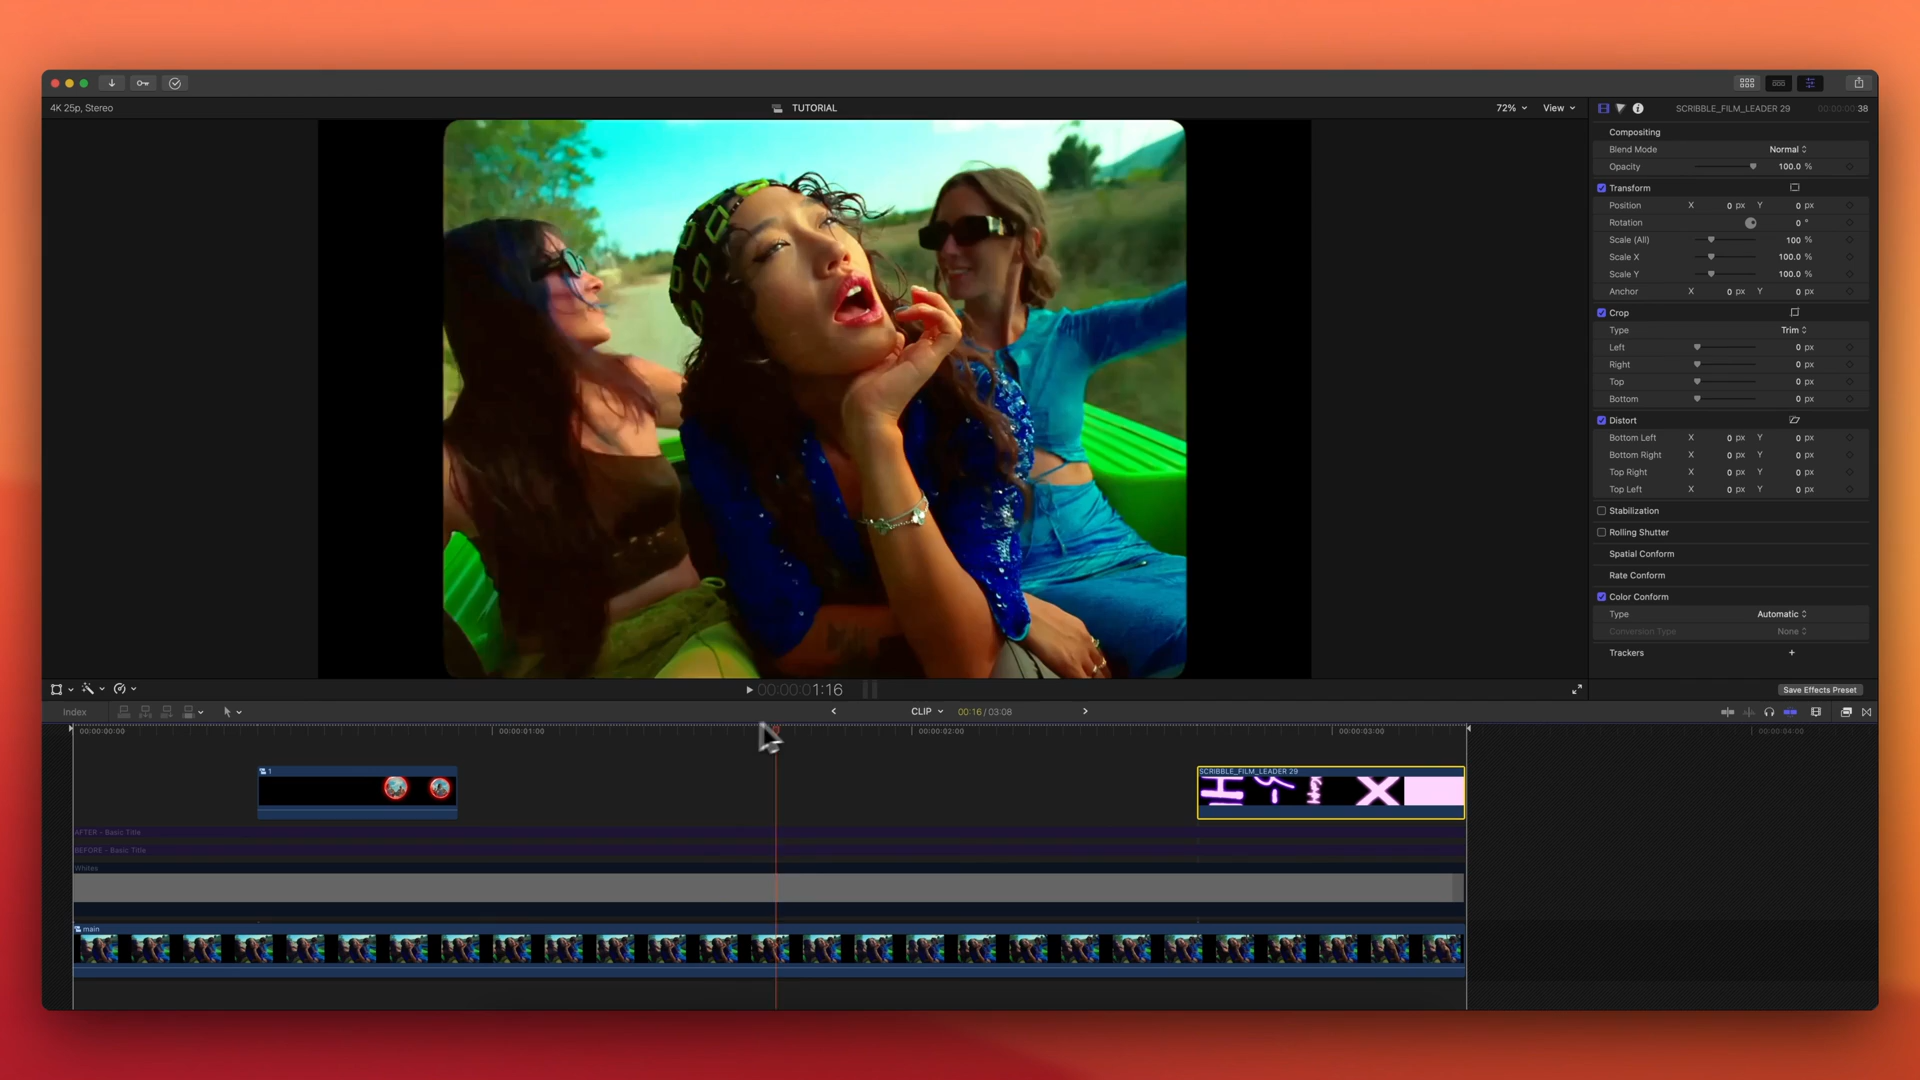 4K 25p, Stereo
TUTORIAL
72%
View
SCRIBBLE_FILM_LEADER 29
00:00:00:38
Compositing
Blend Mode Normal
Opacity 100.0 %
Transform
Position X 0 px Y 0 px
Rotation 0 °
Scale (All) 100 %
Scale X 100.0 %
Scale Y 100.0 %
Anchor X 0 px Y 0 px
Crop
Type Trim
Left 0 px
Right 0 px
Top 0 px
Bottom 0 px
Distort
Bottom Left X 0 px Y 0 px
Bottom Right X 0 px Y 0 px
Top Right X 0 px Y 0 px
Top Left X 0 px Y 0 px
Stabilization
Rolling Shutter
Spatial Conform
Rate Conform
Color Conform
Type Automatic
Conversion Type None
Trackers +
00:00:01:16
Save Effects Preset
Index
CLIP
00:16 / 03:08
00:00:00:00
00:00:01:00
00:00:02:00
00:00:03:00
00:00:04:00
1
SCRIBBLE_FILM_LEADER 29
AFTER - Basic Title
BEFORE - Basic Title
Whites
main